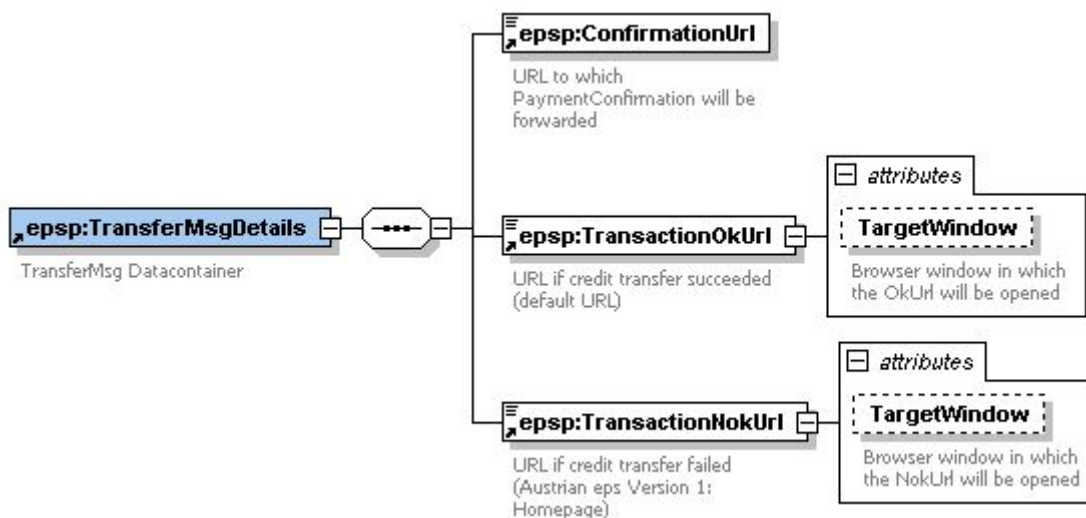 epsp:ConfirmationUrl
URL to which
PaymentConfirmation will be
forwarded
epsp:TransferMsgDetails
TransferMsg Datacontainer
epsp:TransactionOkUrl
URL if credit transfer succeeded
(default URL)
attributes
TargetWindow
Browser window in which
the OkUrl will be opened
epsp:TransactionNokUrl
URL if credit transfer failed
(Austrian eps Version 1:
Homepage)
attributes
TargetWindow
Browser window in which
the NokUrl will be opened